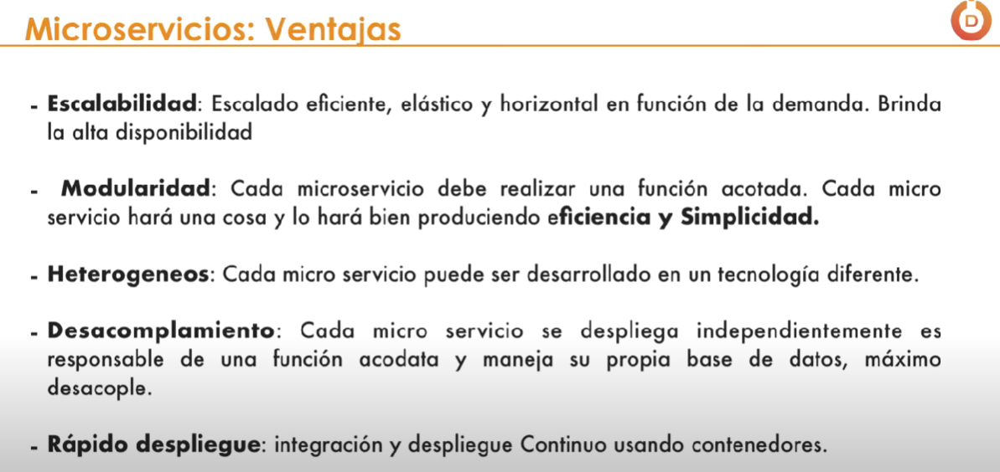 Microservicios: Ventajas
D
- Escalabilidad: Escalado eficiente, elástico y horizontal en función de la demanda. Brinda
la alta disponibilidad
- Modularidad: Cada microservicio debe realizar una función acotada. Cada micro
servicio hará una cosa y lo hará bien produciendo eficiencia y Simplicidad.
- Heterogeneos: Cada micro servicio puede ser desarrollado en un tecnología diferente.
- Desacomplamiento: Cada micro servicio se despliega independientemente es
responsable de una función acodata y maneja su propia base de datos, máximo
desacople.
- Rápido despliegue: integración y despliegue Continuo usando contenedores.